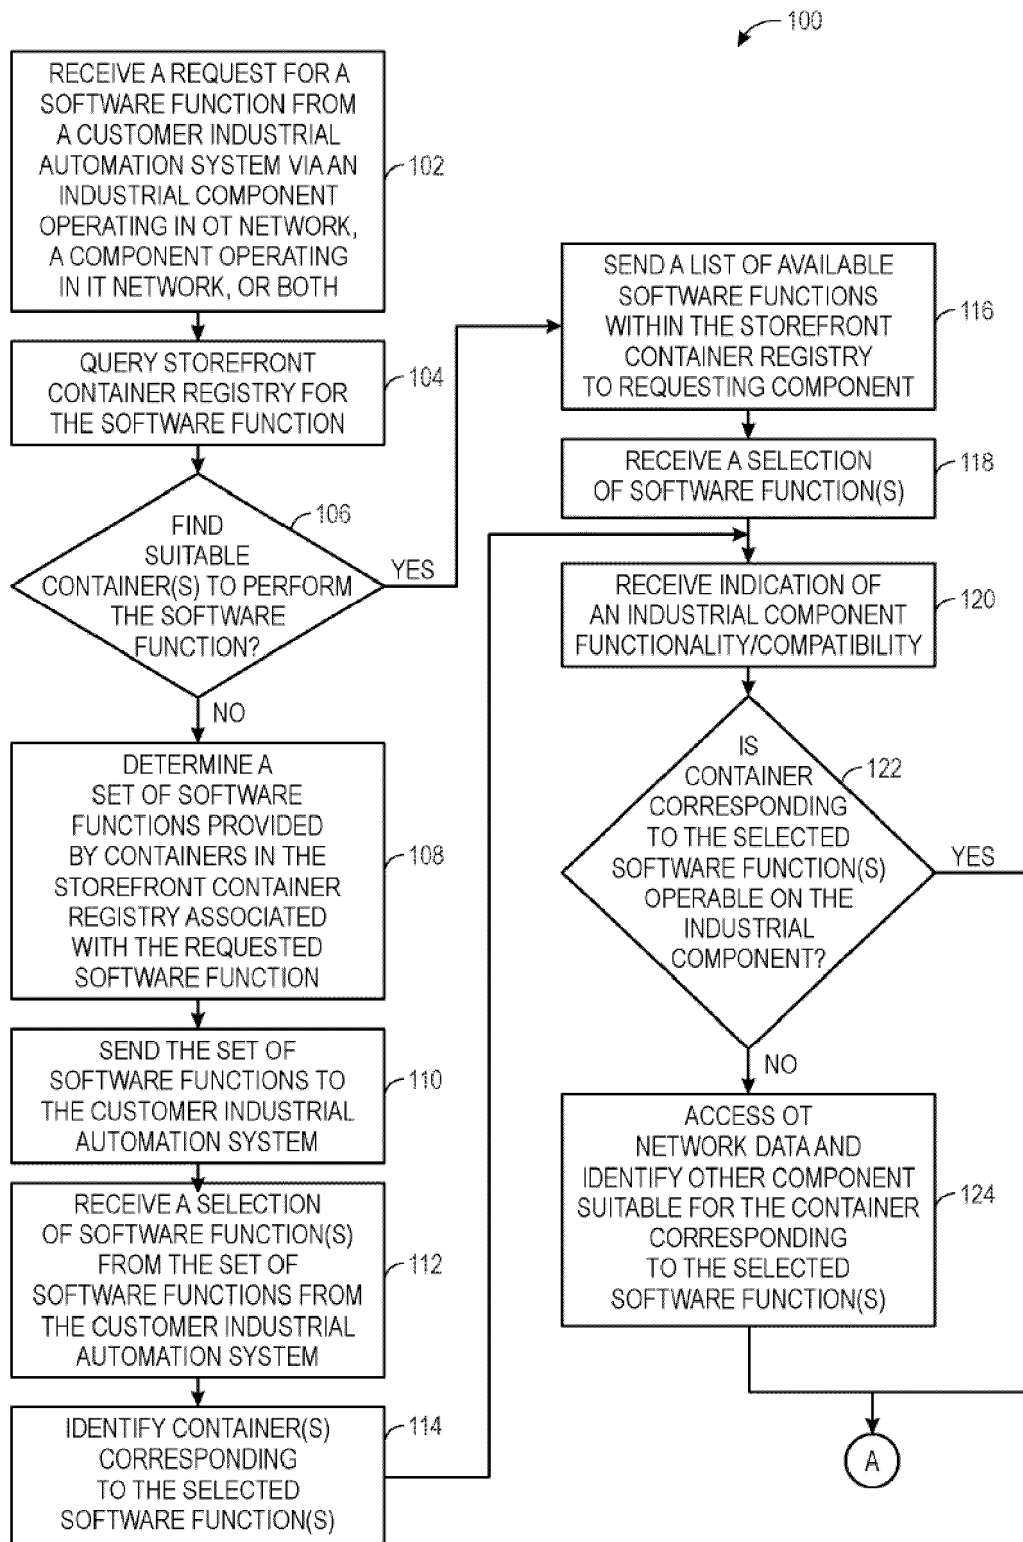 100
RECEIVE A REQUEST FOR A
SOFTWARE FUNCTION FROM
A CUSTOMER INDUSTRIAL
AUTOMATION SYSTEM VIA AN
INDUSTRIAL COMPONENT
OPERATING IN OT NETWORK,
A COMPONENT OPERATING
IN IT NETWORK, OR BOTH
102
QUERY STOREFRONT
CONTAINER REGISTRY FOR
THE SOFTWARE FUNCTION
104
FIND
SUITABLE
CONTAINER(S) TO PERFORM
THE SOFTWARE
FUNCTION?
106
YES
NO
DETERMINE A
SET OF SOFTWARE
FUNCTIONS PROVIDED
BY CONTAINERS IN THE
STOREFRONT CONTAINER
REGISTRY ASSOCIATED
WITH THE REQUESTED
SOFTWARE FUNCTION
108
SEND THE SET OF
SOFTWARE FUNCTIONS TO
THE CUSTOMER INDUSTRIAL
AUTOMATION SYSTEM
110
RECEIVE A SELECTION
OF SOFTWARE FUNCTION(S)
FROM THE SET OF
SOFTWARE FUNCTIONS FROM
THE CUSTOMER INDUSTRIAL
AUTOMATION SYSTEM
112
IDENTIFY CONTAINER(S)
CORRESPONDING
TO THE SELECTED
SOFTWARE FUNCTION(S)
114
SEND A LIST OF AVAILABLE
SOFTWARE FUNCTIONS
WITHIN THE STOREFRONT
CONTAINER REGISTRY
TO REQUESTING COMPONENT
116
RECEIVE A SELECTION
OF SOFTWARE FUNCTION(S)
118
RECEIVE INDICATION OF
AN INDUSTRIAL COMPONENT
FUNCTIONALITY/COMPATIBILITY
120
IS
CONTAINER
CORRESPONDING
TO THE SELECTED
SOFTWARE FUNCTION(S)
OPERABLE ON THE
INDUSTRIAL
COMPONENT?
122
YES
NO
ACCESS OT
NETWORK DATA AND
IDENTIFY OTHER COMPONENT
SUITABLE FOR THE CONTAINER
CORRESPONDING
TO THE SELECTED
SOFTWARE FUNCTION(S)
124
A